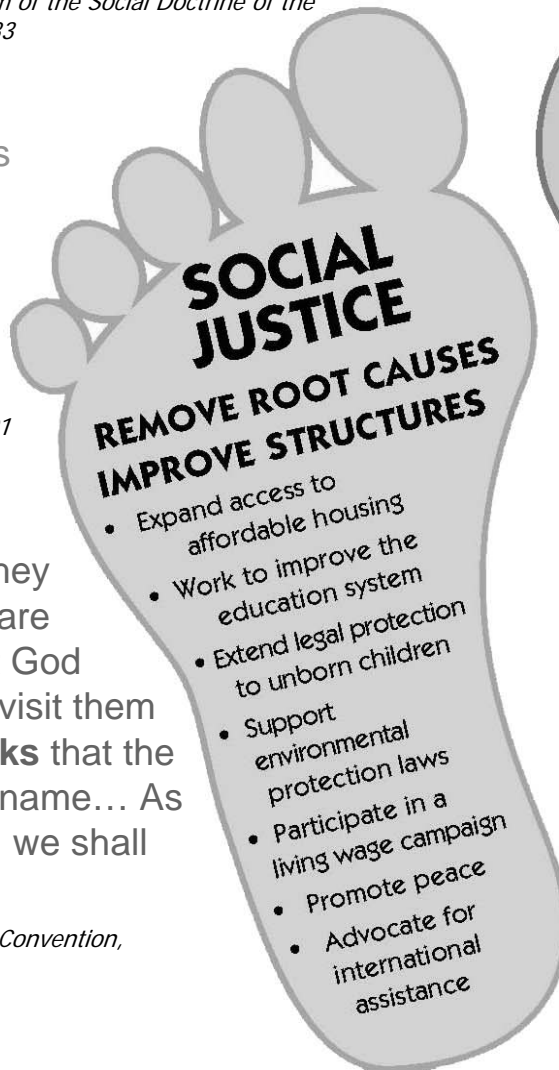 n of the Social Doctrine of the
33
s
1
hey
are
God
visit them
ks that the
name… As
we shall
Convention,
SOCIAL
JUSTICE
REMOVE ROOT CAUSES
IMPROVE STRUCTURES
• Expand access to
affordable housing
• Work to improve the
education system
• Extend legal protection
to unborn children
• Support
environmental
protection laws
• Participate in a
living wage campaign
• Promote peace
• Advocate for
international
assistance